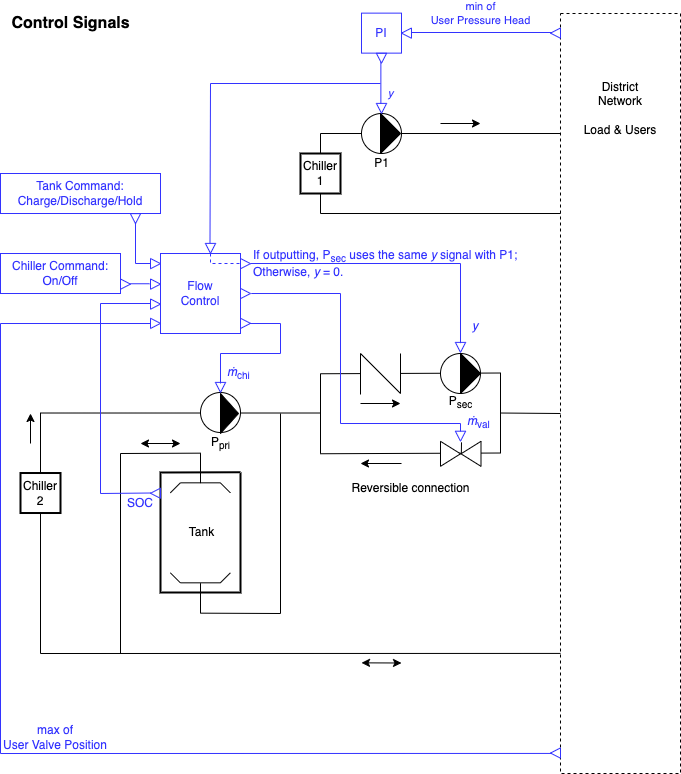 Control Signals
min of
User Pressure Head
PI
y
District
Network
Load & Users
P1
Chiller
1
Tank Command:
Charge/Discharge/Hold
If outputting, Psec uses the same y signal with P1;
Otherwise, y = 0.
Chiller Command:
On/Off
Flow
Control
y
ṁchi
Psec
ṁval
Ppri
Chiller
2
SOC
Reversible connection
Tank
max of
User Valve Position